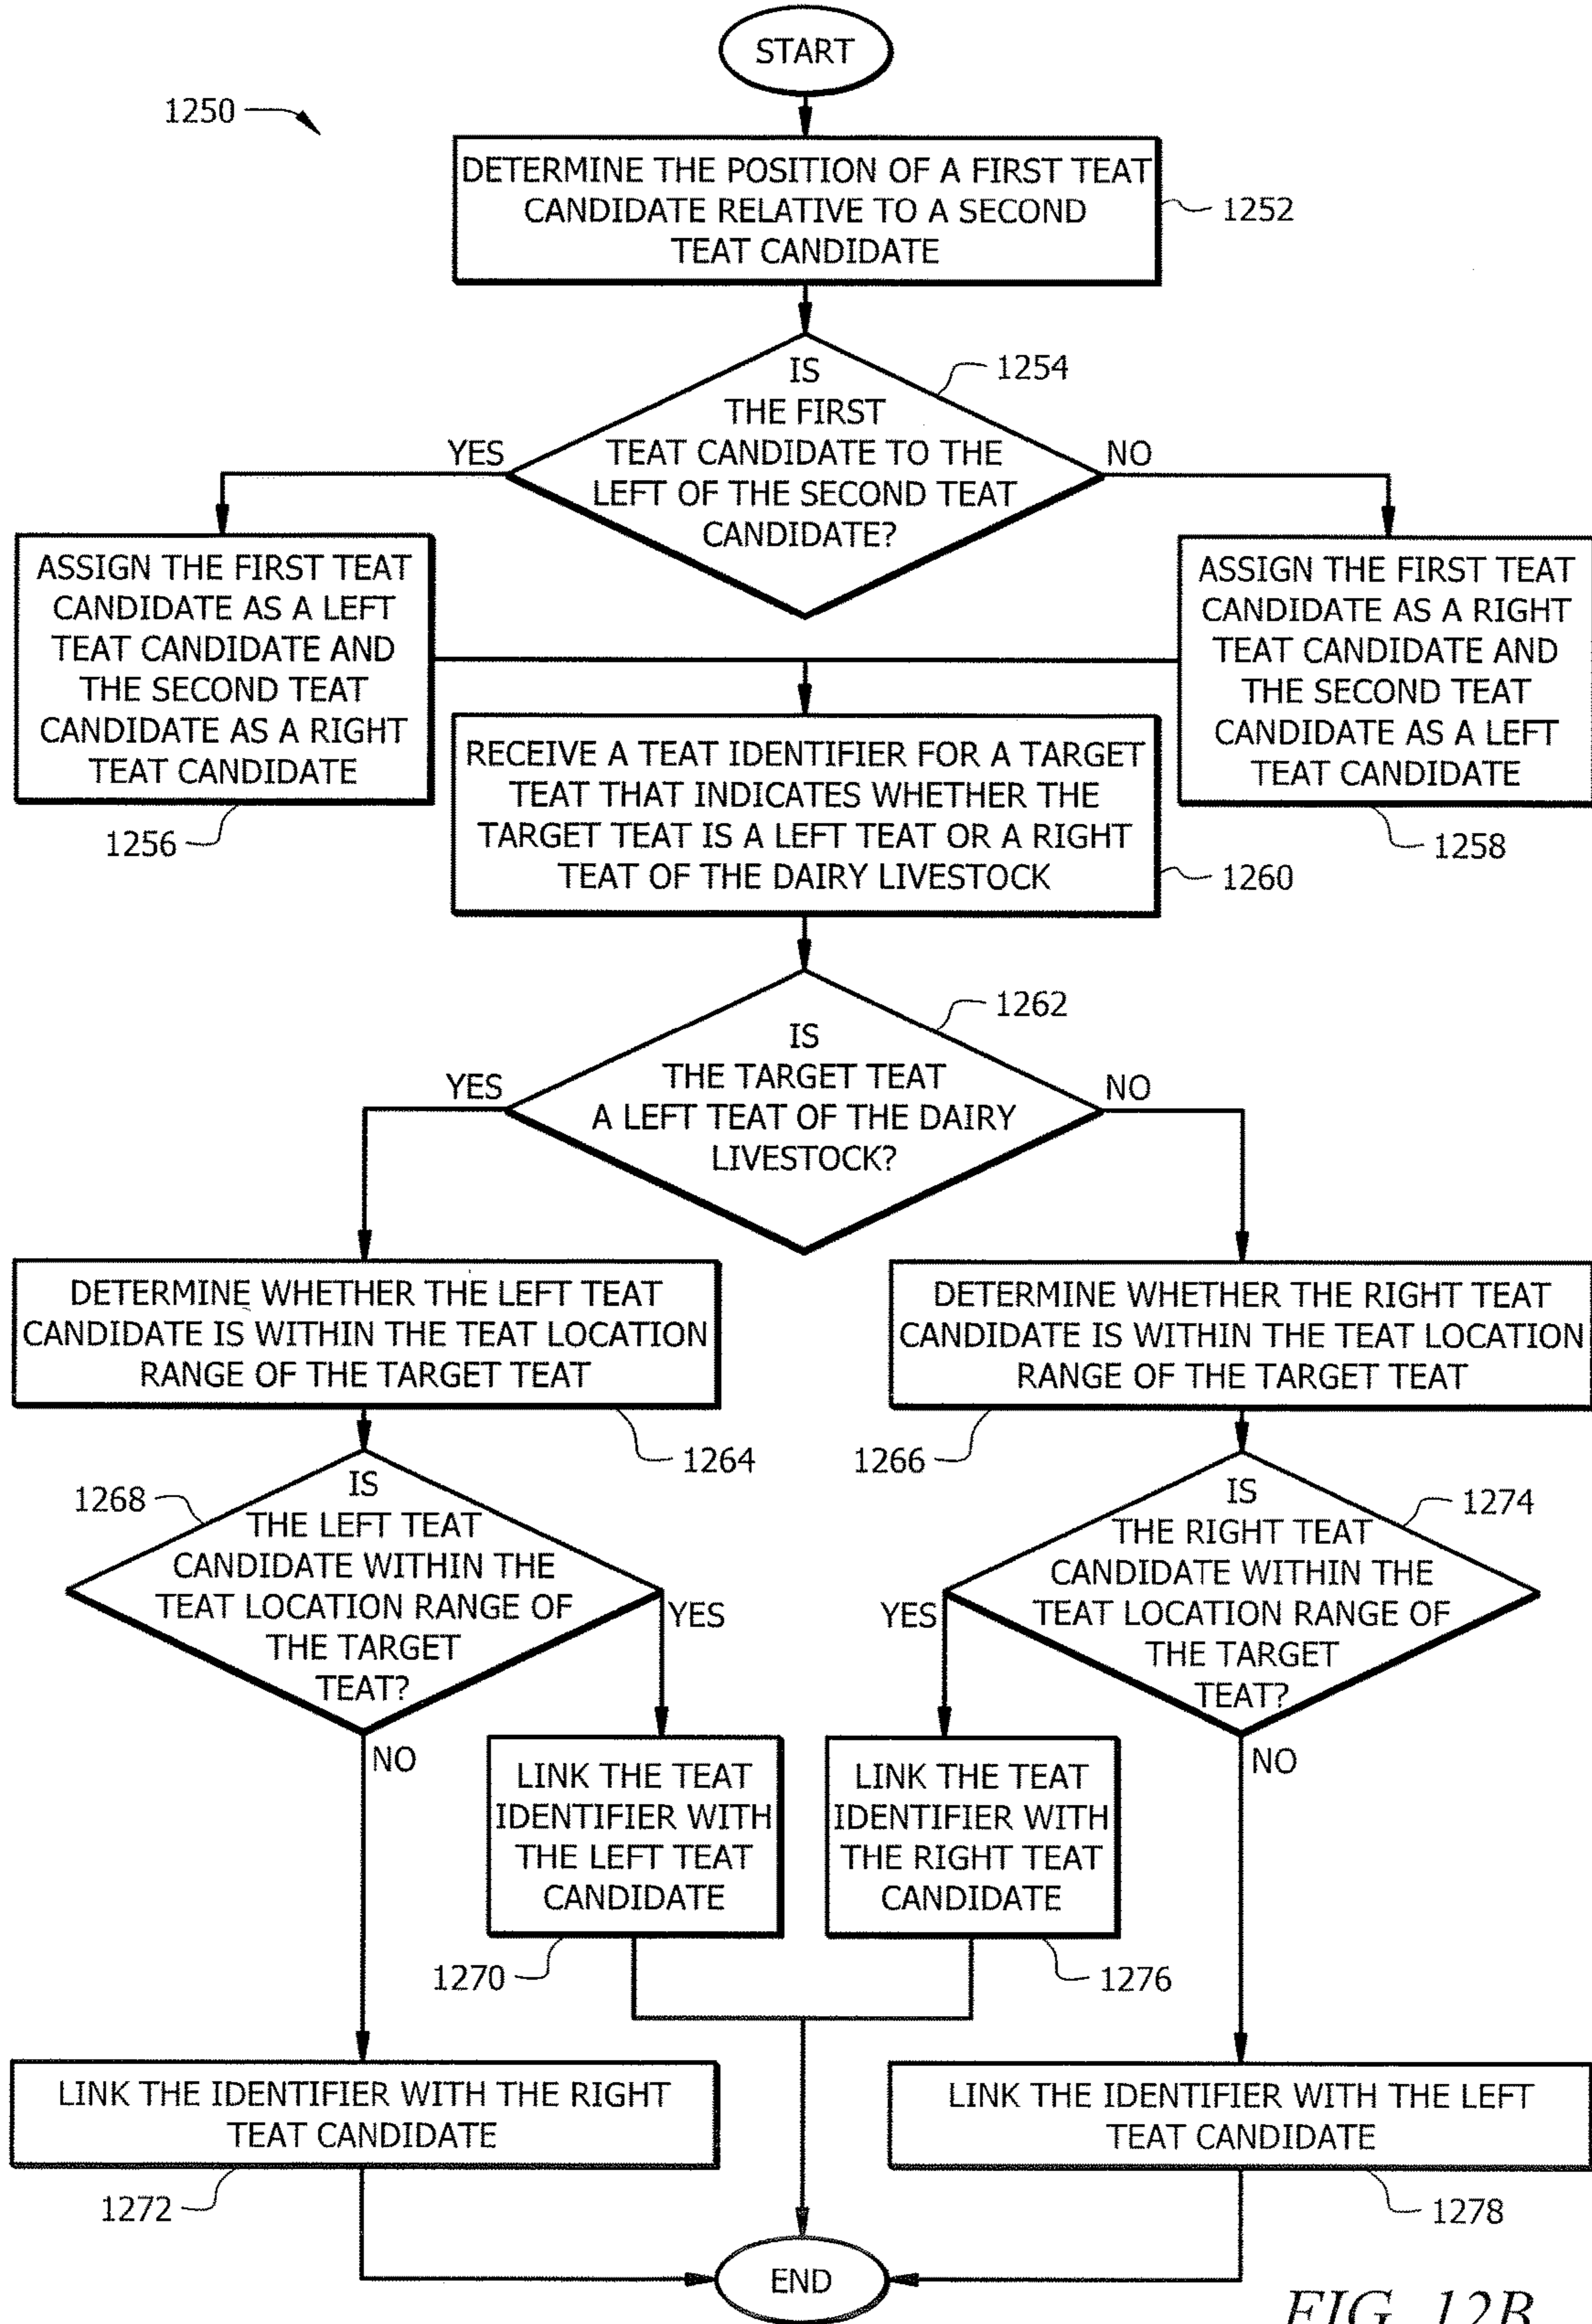 START
1250
DETERMINE THE POSITION OF A FIRST TEAT
CANDIDATE RELATIVE TO A SECOND
TEAT CANDIDATE
1252
IS
THE FIRST
TEAT CANDIDATE TO THE
LEFT OF THE SECOND TEAT
CANDIDATE?
1254
YES
NO
ASSIGN THE FIRST TEAT
CANDIDATE AS A LEFT
TEAT CANDIDATE AND
THE SECOND TEAT
CANDIDATE AS A RIGHT
TEAT CANDIDATE
1256
ASSIGN THE FIRST TEAT
CANDIDATE AS A RIGHT
TEAT CANDIDATE AND
THE SECOND TEAT
CANDIDATE AS A LEFT
TEAT CANDIDATE
1258
RECEIVE A TEAT IDENTIFIER FOR A TARGET
TEAT THAT INDICATES WHETHER THE
TARGET TEAT IS A LEFT TEAT OR A RIGHT
TEAT OF THE DAIRY LIVESTOCK
1260
IS
THE TARGET TEAT
A LEFT TEAT OF THE DAIRY
LIVESTOCK?
1262
YES
NO
DETERMINE WHETHER THE LEFT TEAT
CANDIDATE IS WITHIN THE TEAT LOCATION
RANGE OF THE TARGET TEAT
1264
DETERMINE WHETHER THE RIGHT TEAT
CANDIDATE IS WITHIN THE TEAT LOCATION
RANGE OF THE TARGET TEAT
1266
1268
IS
THE LEFT TEAT
CANDIDATE WITHIN THE
TEAT LOCATION RANGE OF
THE TARGET
TEAT?
YES
NO
IS
THE RIGHT TEAT
CANDIDATE WITHIN THE
TEAT LOCATION RANGE OF
THE TARGET
TEAT?
1274
YES
NO
LINK THE TEAT
IDENTIFIER WITH
THE LEFT TEAT
CANDIDATE
1270
LINK THE TEAT
IDENTIFIER WITH
THE RIGHT TEAT
CANDIDATE
1276
LINK THE IDENTIFIER WITH THE RIGHT
TEAT CANDIDATE
1272
LINK THE IDENTIFIER WITH THE LEFT
TEAT CANDIDATE
1278
END
FIG. 12B